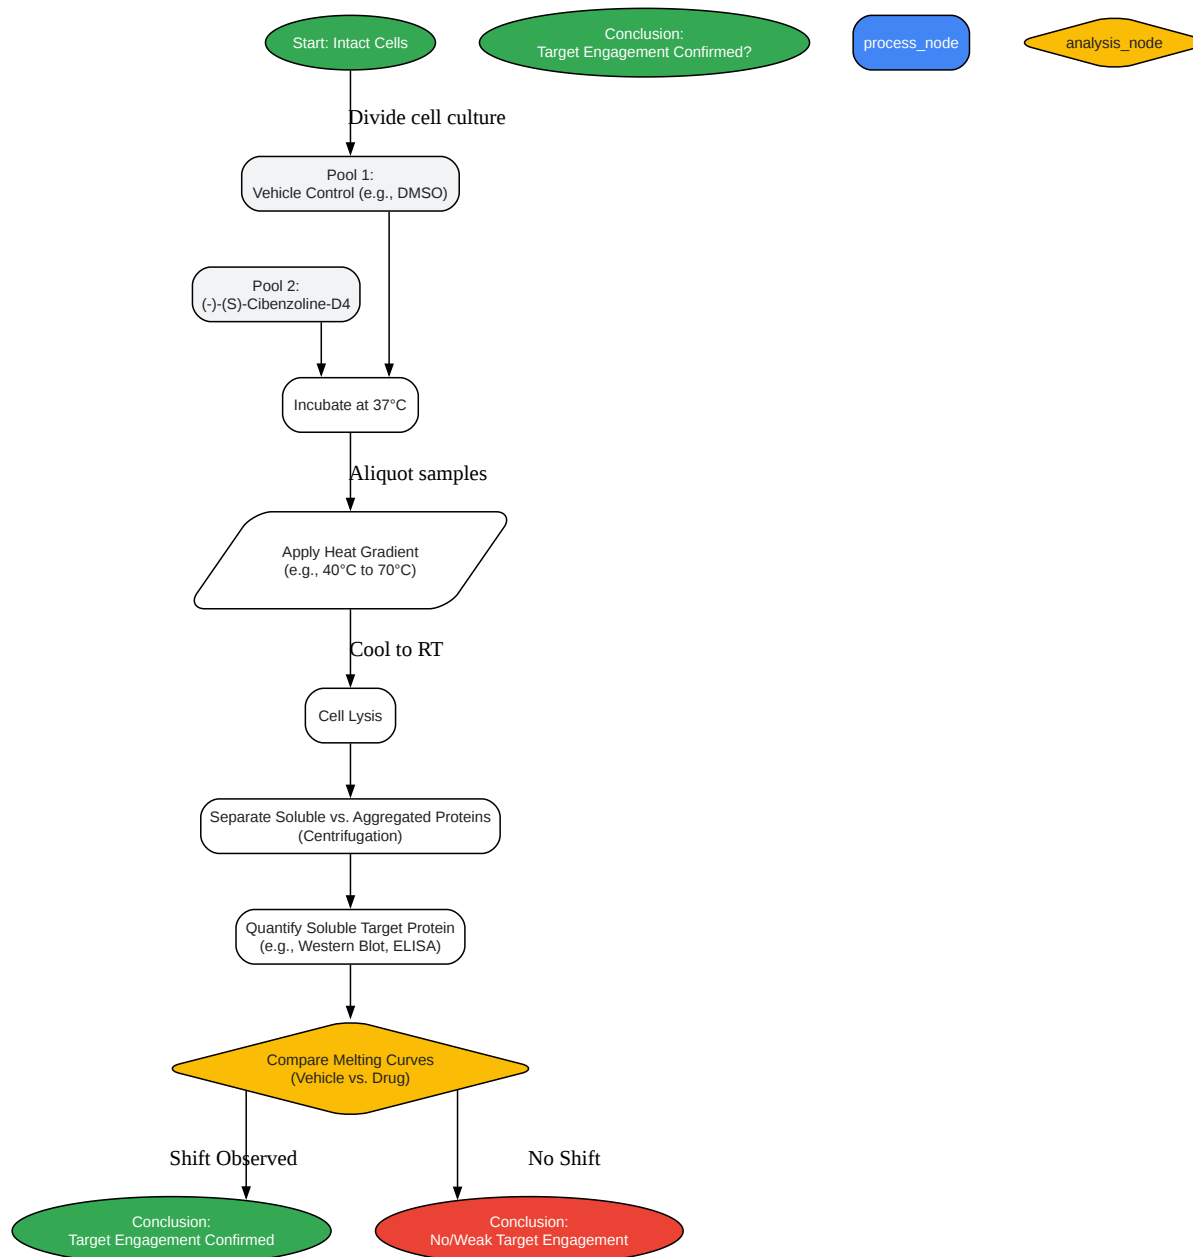 Start: Intact Cells
Conclusion:
Target Engagement Confirmed?
process_node
analysis_node
Divide cell culture
Pool 1:
Vehicle Control (e.g., DMSO)
Pool 2:
(-)-(S)-Cibenzoline-D4
Incubate at 37°C
Aliquot samples
Apply Heat Gradient
(e.g., 40°C to 70°C)
Cool to RT
Cell Lysis
Separate Soluble vs. Aggregated Proteins
(Centrifugation)
Quantify Soluble Target Protein
(e.g., Western Blot, ELISA)
Compare Melting Curves
(Vehicle vs. Drug)
Shift Observed
No Shift
Conclusion:
Target Engagement Confirmed
Conclusion:
No/Weak Target Engagement